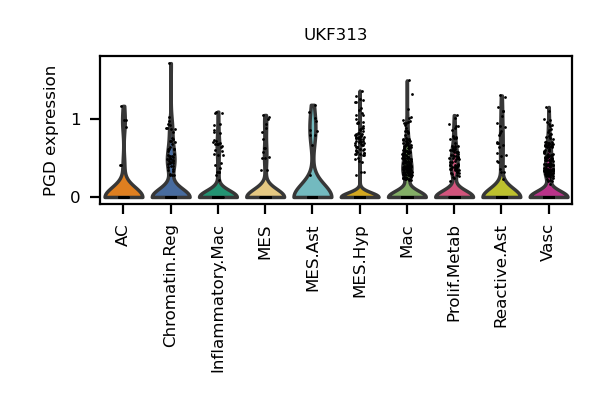 UKF313
PGD expression
1
0
AC
Chromatin.Reg
Inflammatory.Mac
MES
MES.Ast
MES.Hyp
Mac
Prolif.Metab
Reactive.Ast
Vasc